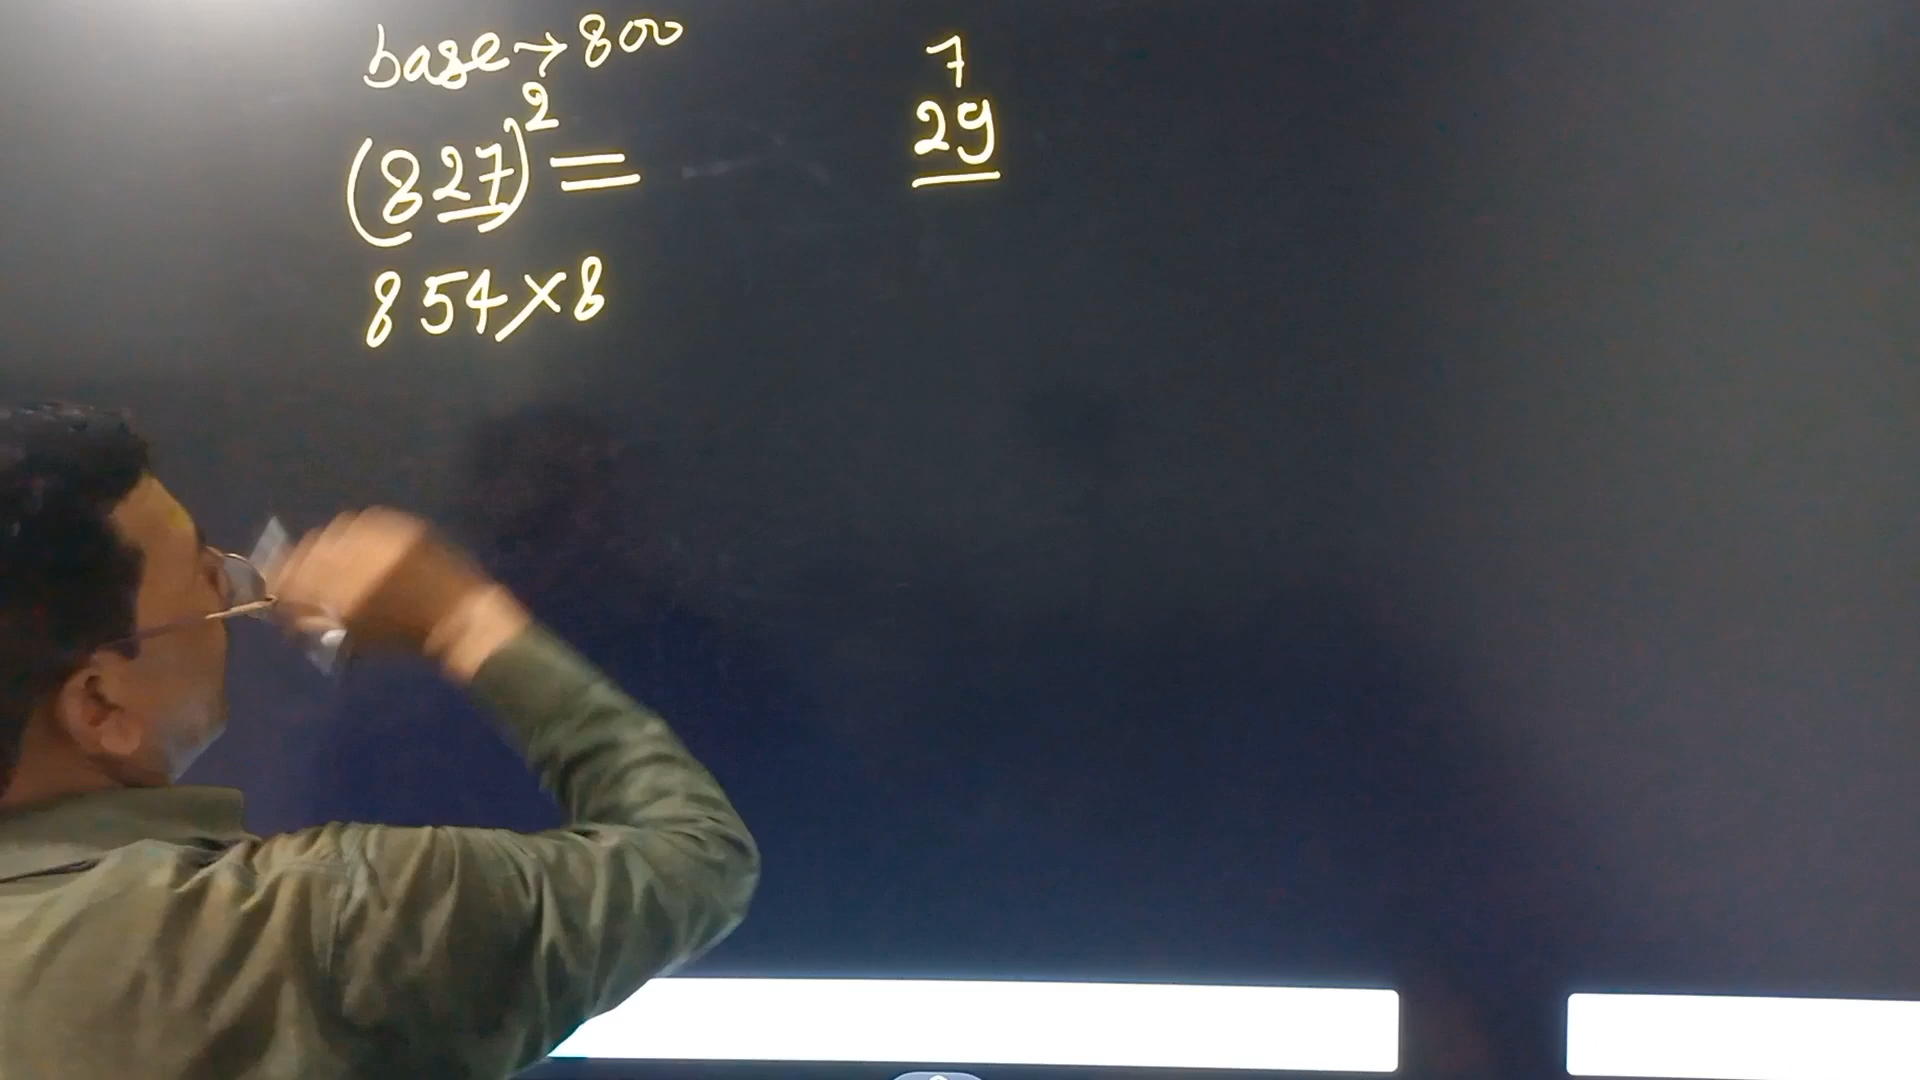 base → 800
(827)² =
854×8
7
29